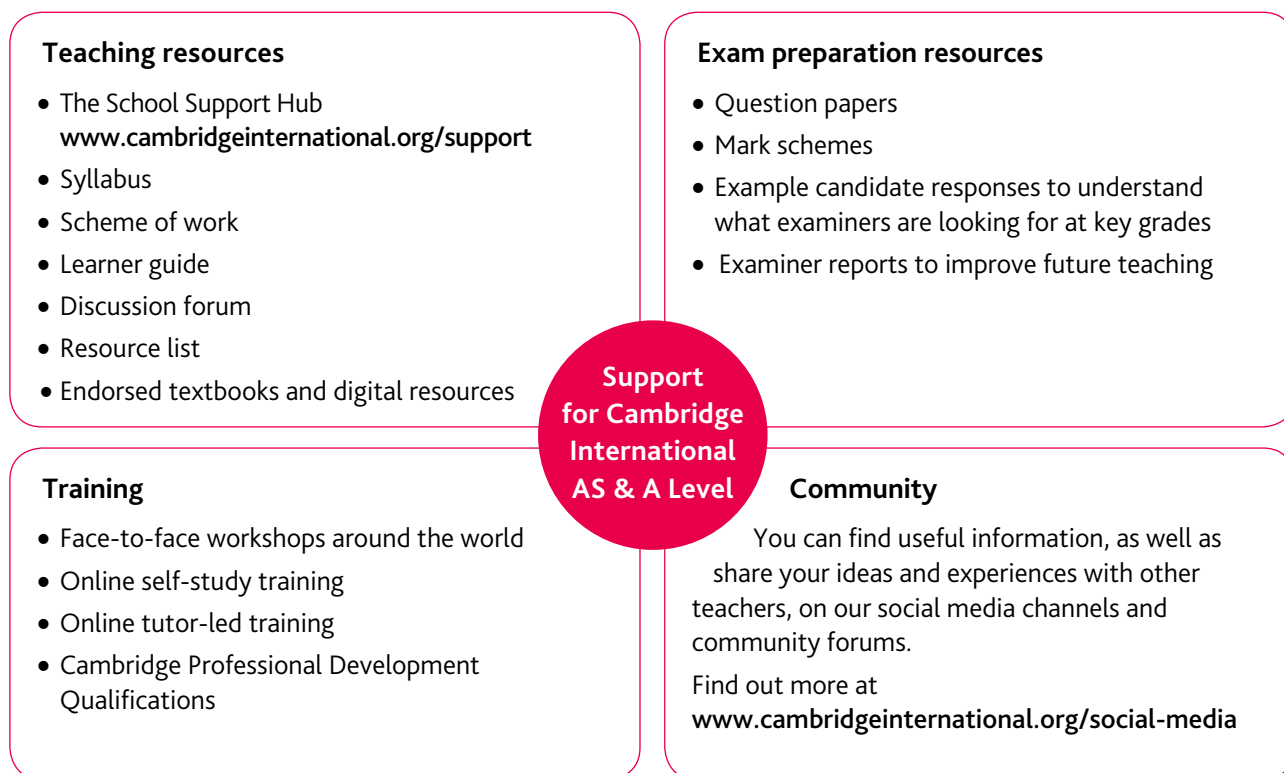 Teaching resources
• The School Support Hub
www.cambridgeinternational.org/support
• Syllabus
• Scheme of work
• Learner guide
• Discussion forum
• Resource list
• Endorsed textbooks and digital resources
Exam preparation resources
• Question papers
• Mark schemes
• Example candidate responses to understand
what examiners are looking for at key grades
• Examiner reports to improve future teaching
Support
for Cambridge
International
AS & A Level
Training
• Face-to-face workshops around the world
• Online self-study training
• Online tutor-led training
• Cambridge Professional Development
Qualifications
Community
You can find useful information, as well as
share your ideas and experiences with other
teachers, on our social media channels and
community forums.
Find out more at
www.cambridgeinternational.org/social-media